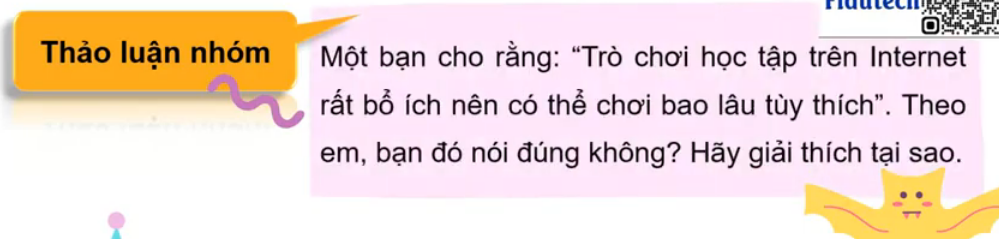 Thảo luận nhóm
Một bạn cho rằng: “Trò chơi học tập trên Internet
rất bổ ích nên có thể chơi bao lâu tùy thích”. Theo
em, bạn đó nói đúng không? Hãy giải thích tại sao.